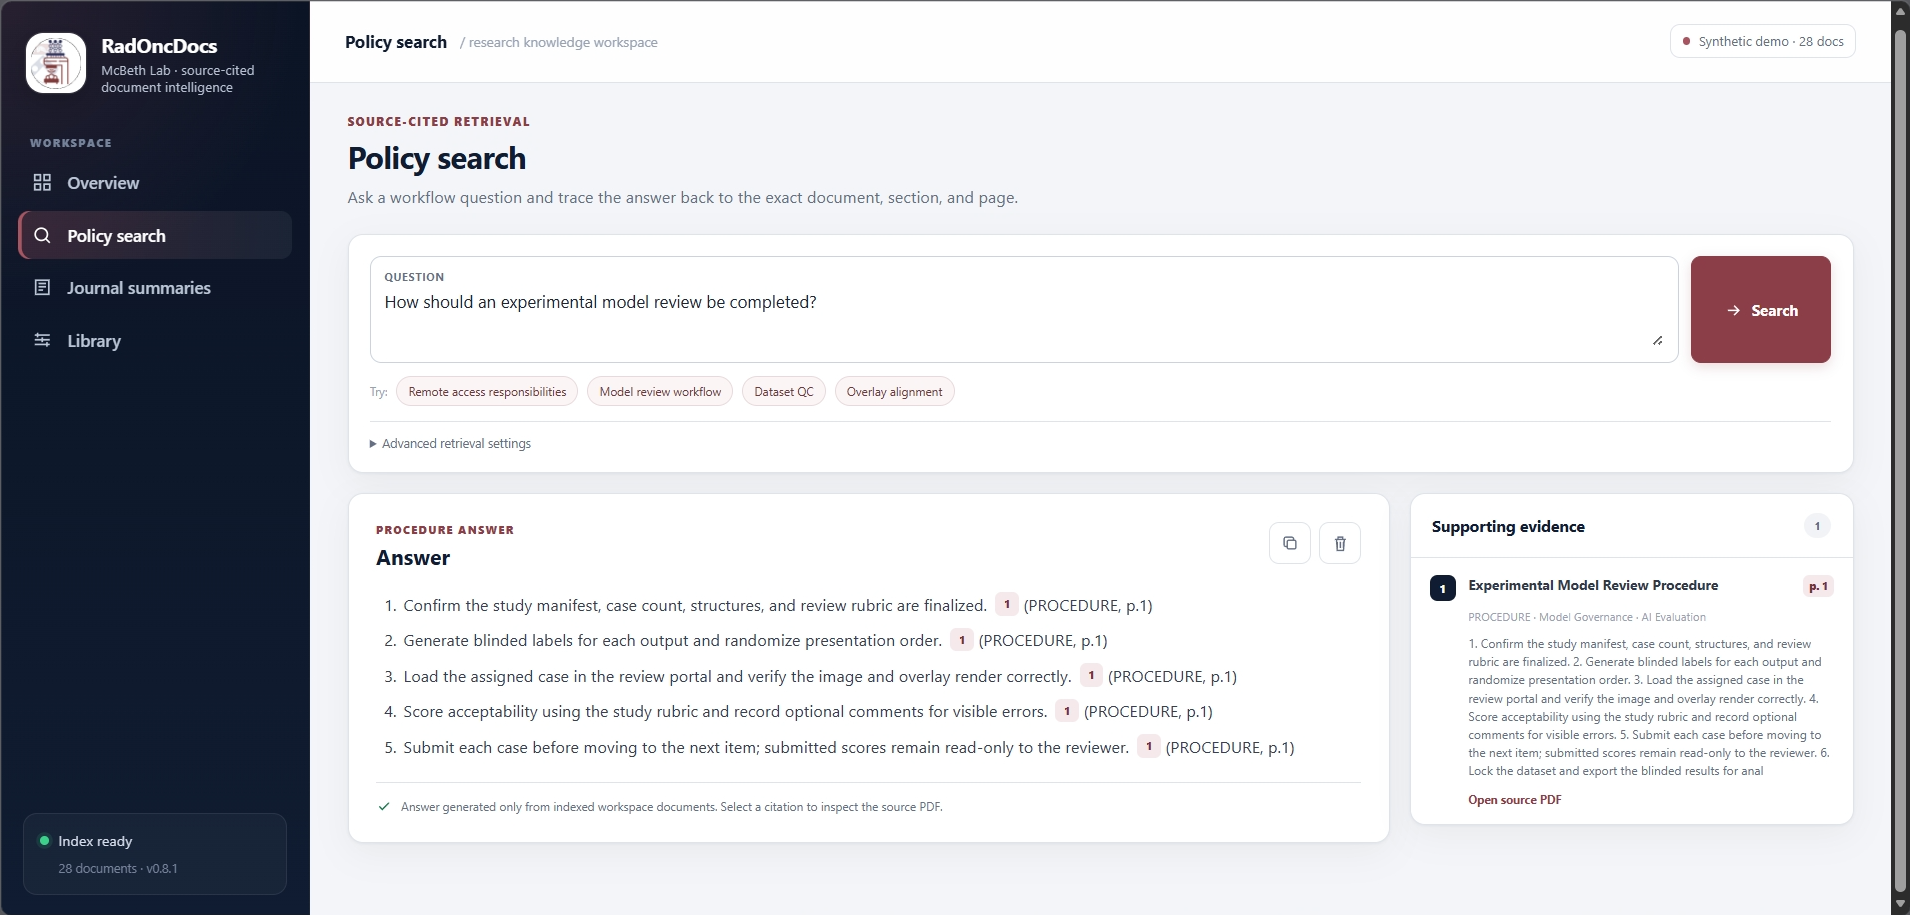 RadOncDocs
McBeth Lab · source-cited
document intelligence
WORKSPACE
Overview
Policy search
Journal summaries
Library
Index ready
28 documents · v0.8.1
Policy search / research knowledge workspace
Synthetic demo · 28 docs
SOURCE-CITED RETRIEVAL
Policy search
Ask a workflow question and trace the answer back to the exact document, section, and page.
QUESTION
How should an experimental model review be completed?
Search
Try: Remote access responsibilities Model review workflow Dataset QC Overlay alignment
Advanced retrieval settings
PROCEDURE ANSWER
Answer
1. Confirm the study manifest, case count, structures, and review rubric are finalized. 1 (PROCEDURE, p.1)
2. Generate blinded labels for each output and randomize presentation order. 1 (PROCEDURE, p.1)
3. Load the assigned case in the review portal and verify the image and overlay render correctly. 1 (PROCEDURE, p.1)
4. Score acceptability using the study rubric and record optional comments for visible errors. 1 (PROCEDURE, p.1)
5. Submit each case before moving to the next item; submitted scores remain read-only to the reviewer. 1 (PROCEDURE, p.1)
Answer generated only from indexed workspace documents. Select a citation to inspect the source PDF.
Supporting evidence 1
1 Experimental Model Review Procedure p. 1
PROCEDURE · Model Governance · AI Evaluation
1. Confirm the study manifest, case count, structures, and review
rubric are finalized. 2. Generate blinded labels for each output and
randomize presentation order. 3. Load the assigned case in the
review portal and verify the image and overlay render correctly. 4.
Score acceptability using the study rubric and record optional
comments for visible errors. 5. Submit each case before moving to
the next item; submitted scores remain read-only to the reviewer. 6.
Lock the dataset and export the blinded results for anal
Open source PDF